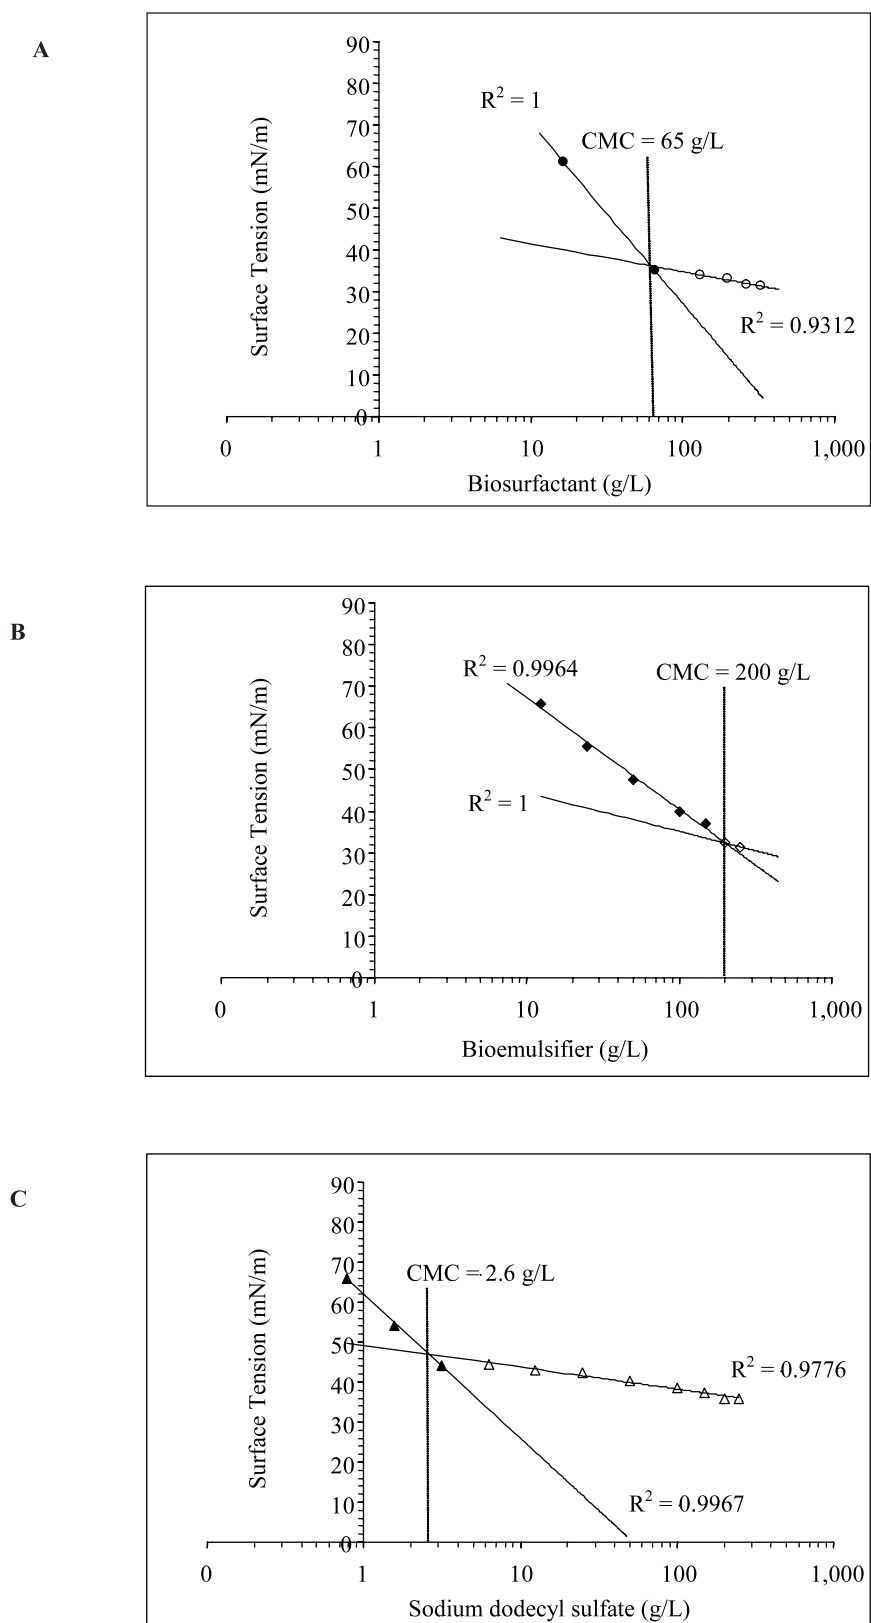 A
Surface Tension (mN/m)
90
80
70
60
50
40
30
20
10
0
R² = 1
CMC = 65 g/L
R² = 0.9312
0 1 10 100 1,000
Biosurfactant (g/L)
B
Surface Tension (mN/m)
90
80
70
60
50
40
30
20
10
0
R² = 0.9964
CMC = 200 g/L
R² = 1
0 1 10 100 1,000
Bioemulsifier (g/L)
C
Surface Tension (mN/m)
90
80
70
60
50
40
30
20
10
0
CMC = 2.6 g/L
R² = 0.9776
R² = 0.9967
0 1 10 100 1,000
Sodium dodecyl sulfate (g/L)